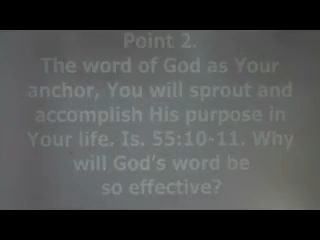 Point 2.
The word of God as Your
anchor, You will sprout and
accomplish His purpose in
Your life. Is. 55:10-11. Why
will God's word be
so effective?